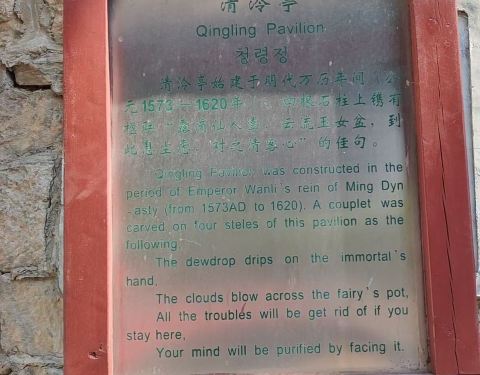 清泠亭
Qingling Pavilion
청령정
清泠亭始建于明代万历年间（公
元1573—1620年 四根石柱上镌有
楹联“ 滴仙人掌，云流玉女盆，到
此息尘虑，对之清 心”的佳句。
Qingling Pavilion was constructed in the
period of Emperor Wanli's rein of Ming Dyn
-asty (from 1573AD to 1620). A couplet was
carved on four steles of this pavilion as the
following:
The dewdrop drips on the immortal's
hand,
The clouds blow across the fairy's pot,
All the troubles will be get rid of if you
stay here,
Your mind will be purified by facing it.